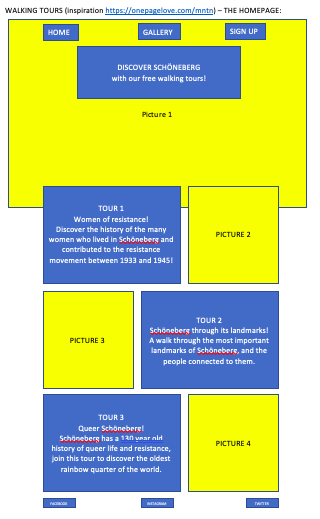 WALKING TOURS (inspiration https://onepagelove.com/mntn) – THE HOMEPAGE:
HOME
GALLERY
SIGN UP
DISCOVER SCHÖNEBERG
with our free walking tours!
Picture 1
TOUR 1
Women of resistance!
Discover the history of the many
women who lived in Schöneberg and
contributed to the resistance
movement between 1933 and 1945!
PICTURE 2
PICTURE 3
TOUR 2
Schöneberg through its landmarks!
A walk through the most important
landmarks of Schöneberg, and the
people connected to them.
TOUR 3
Queer Schöneberg!
Schöneberg has a 130 year old
history of queer life and resistance,
join this tour to discover the oldest
rainbow quarter of the world.
PICTURE 4
FACEBOOK
INSTAGRAM
TWITTER